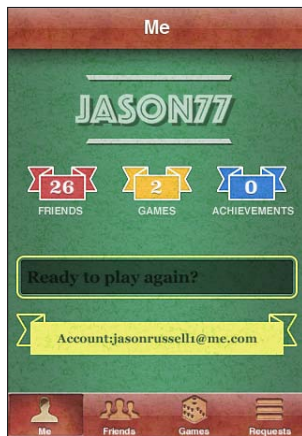 Me
JASON77
26 2 0
FRIENDS GAMES ACHIEVEMENTS
Ready to play again?
Account:jasonrussell1@me.com
Me Friends Games Requests